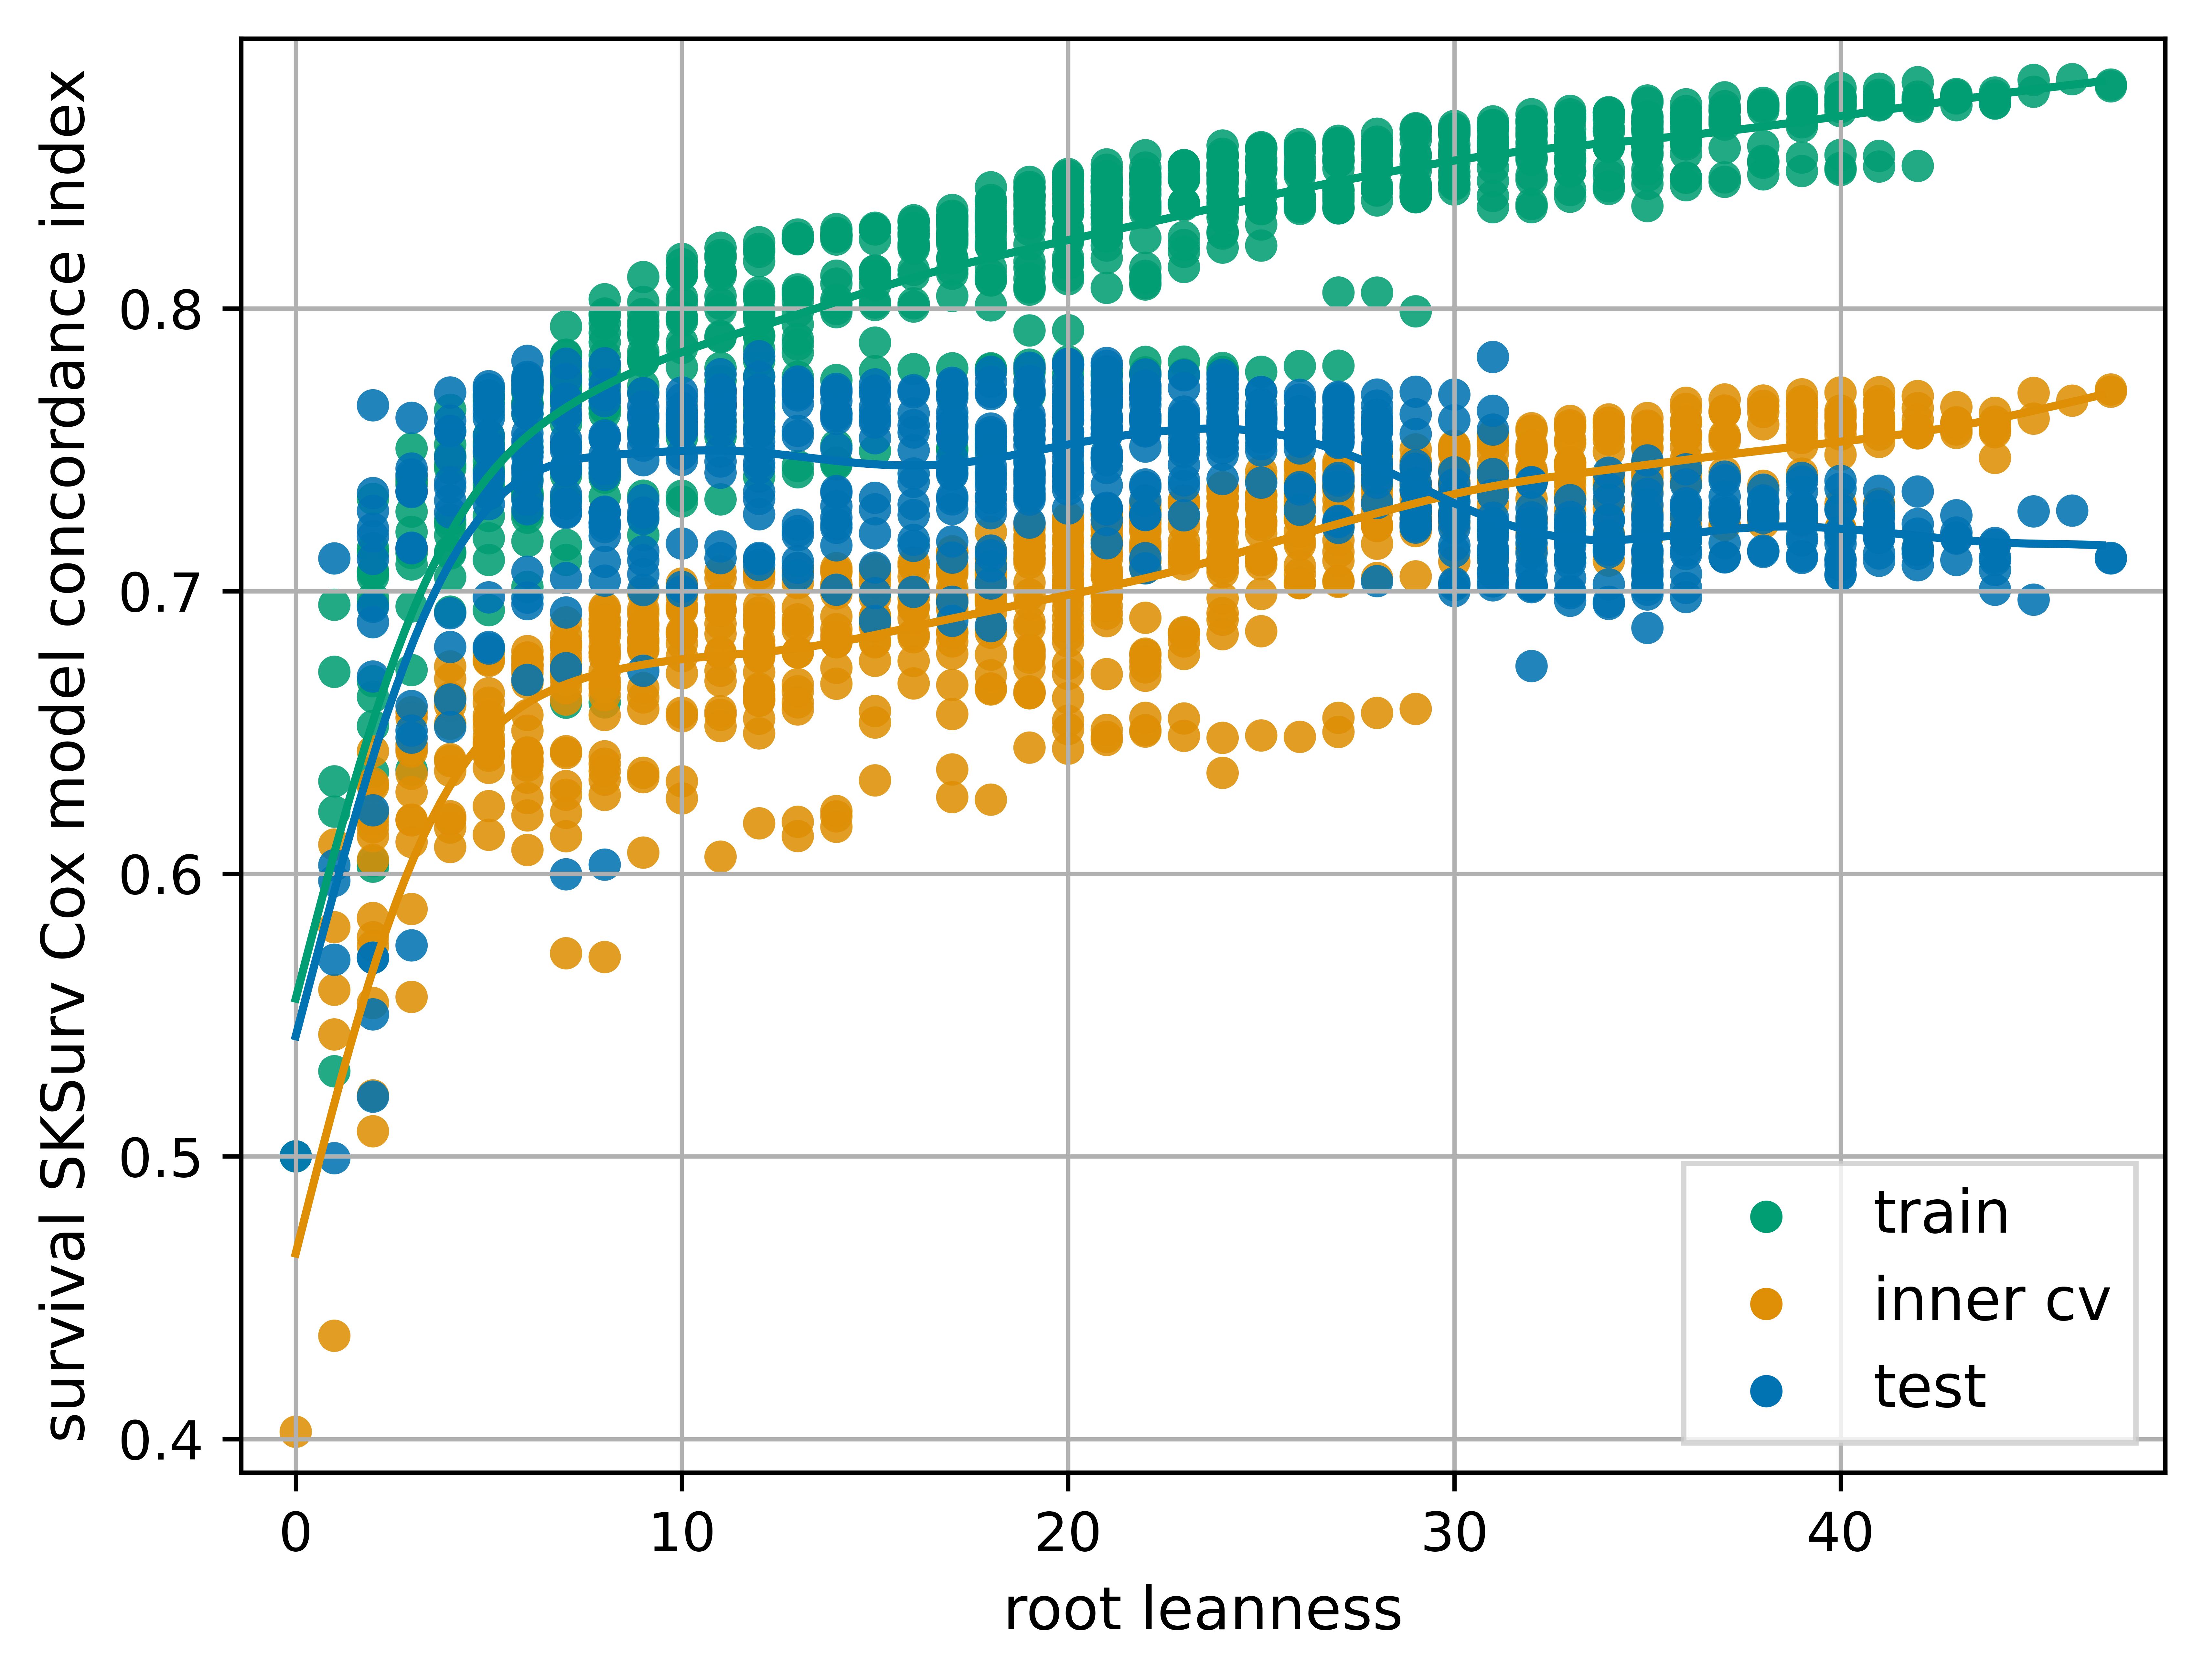 survival SKSurv Cox model concordance index
0.8
0.7
0.6
0.5
0.4
0
10
20
30
40
root leanness
train
inner cv
test